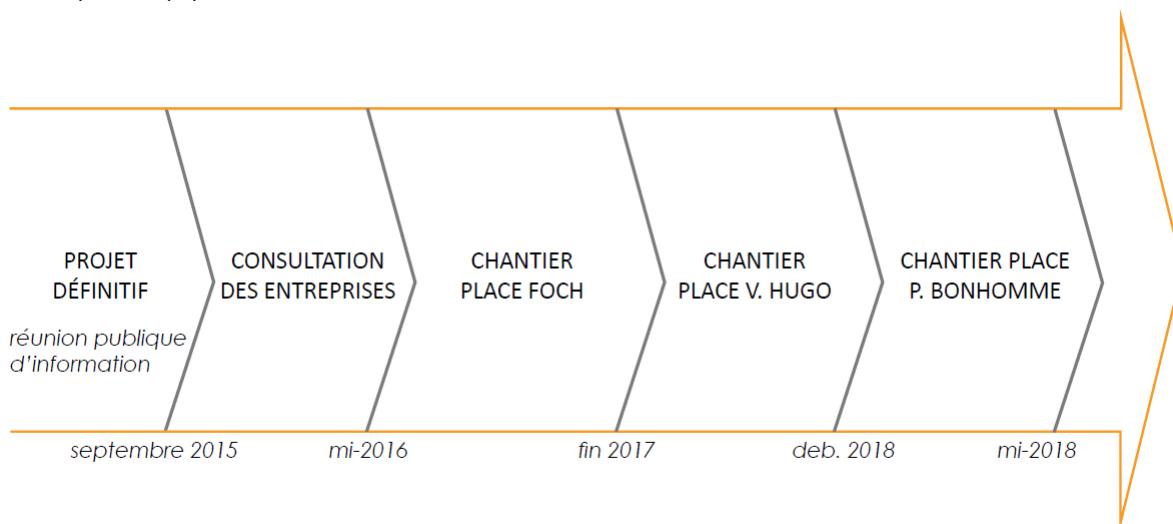 PROJET
DÉFINITIF
réunion publique
d'information
CONSULTATION
DES ENTREPRISES
CHANTIER
PLACE FOCH
CHANTIER
PLACE V. HUGO
CHANTIER PLACE
P. BONHOMME
septembre 2015
mi-2016
fin 2017
deb. 2018
mi-2018